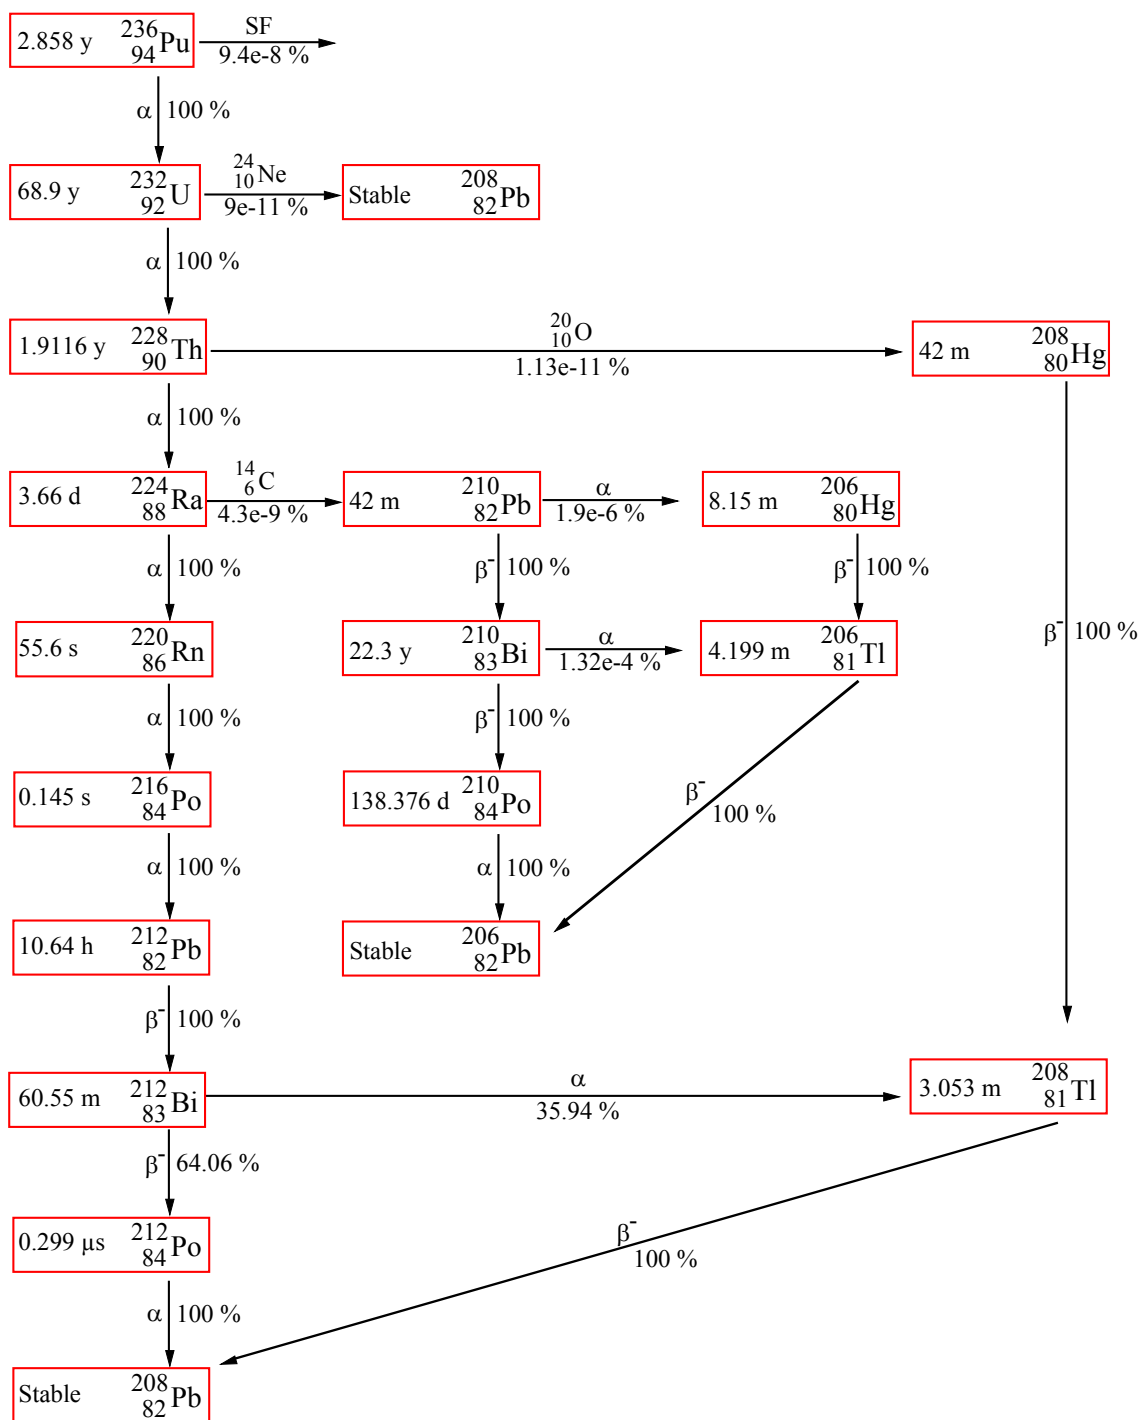 2.858 y 236 94 Pu SF 9.4e-8 %
α 100 %
68.9 y 232 92 U 24 10 Ne 9e-11 % Stable 208 82 Pb
α 100 %
1.9116 y 228 90 Th 20 10 O 1.13e-11 % 42 m 208 80 Hg
α 100 %
3.66 d 224 88 Ra 14 6 C 4.3e-9 % 42 m 210 82 Pb α 1.9e-6 % 8.15 m 206 80 Hg
α 100 % β- 100 % β- 100 %
55.6 s 220 86 Rn 22.3 y 210 83 Bi α 1.32e-4 % 4.199 m 206 81 Tl β- 100 %
α 100 % β- 100 %
0.145 s 216 84 Po 138.376 d 210 84 Po β- 100 %
α 100 % α 100 %
10.64 h 212 82 Pb Stable 206 82 Pb
β- 100 %
60.55 m 212 83 Bi α 35.94 % 3.053 m 208 81 Tl
β- 64.06 %
0.299 µs 212 84 Po β- 100 %
α 100 %
Stable 208 82 Pb